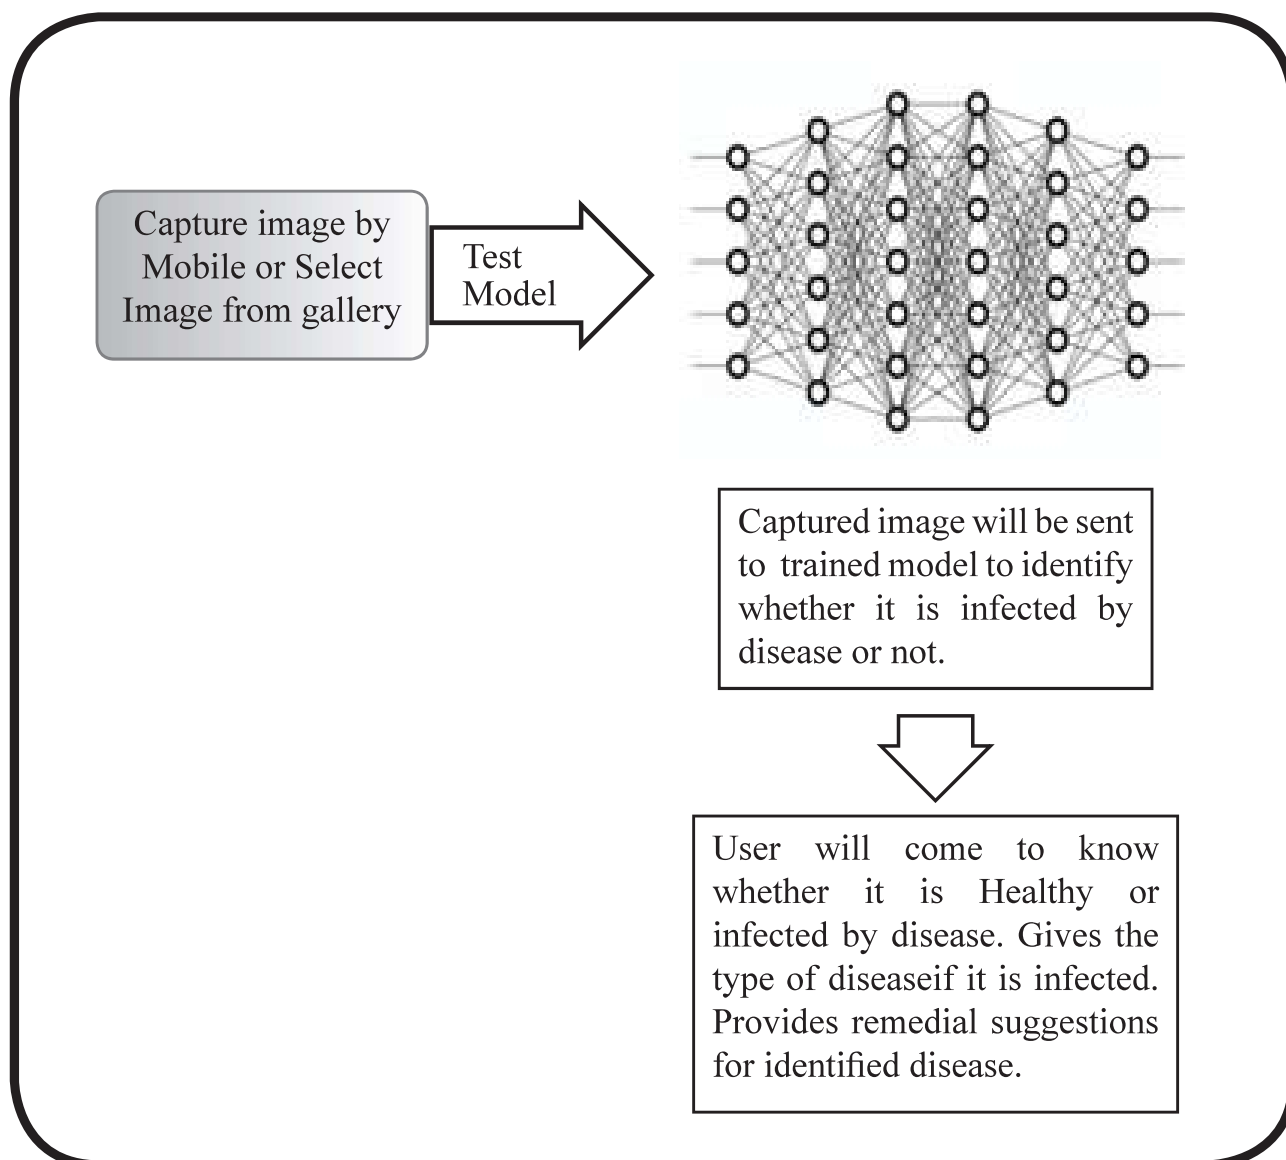 Capture image by
Mobile or Select
Image from gallery
Test
Model
Captured image will be sent
to trained model to identify
whether it is infected by
disease or not.
User will come to know
whether it is Healthy or
infected by disease. Gives the
type of diseaseif it is infected.
Provides remedial suggestions
for identified disease.